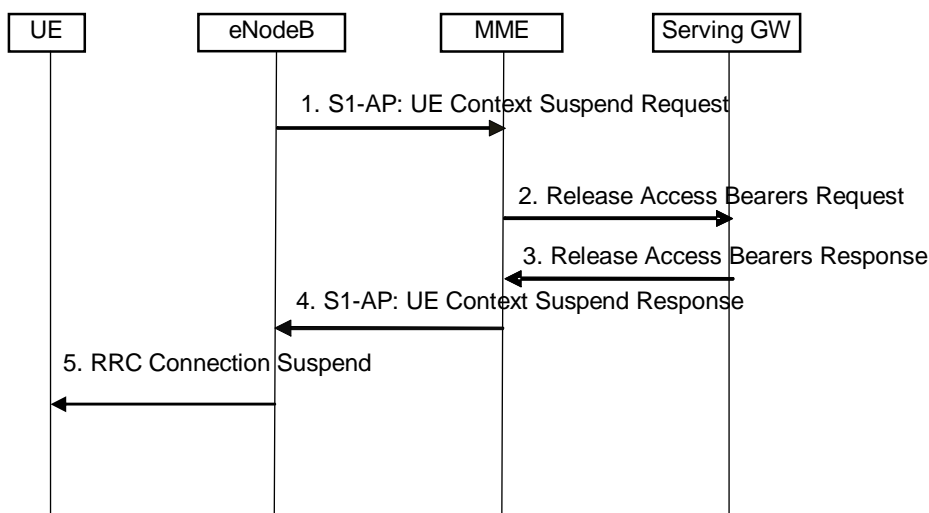 UE
eNodeB
MME
Serving GW
1. S1-AP: UE Context Suspend Request
2. Release Access Bearers Request
3. Release Access Bearers Response
4. S1-AP: UE Context Suspend Response
5. RRC Connection Suspend